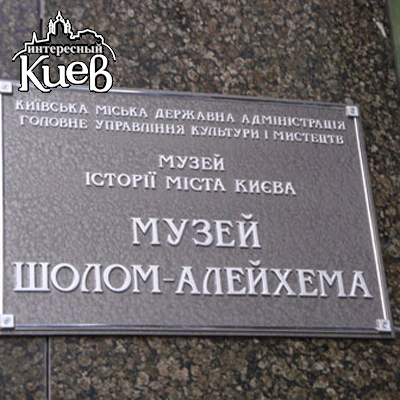 интересный
Киев
КИЇВСЬКА МІСЬКА ДЕРЖАВНА АДМІНІСТРАЦІЯ
ГОЛОВНЕ УПРАВЛІННЯ КУЛЬТУРИ І МИСТЕЦТВ
МУЗЕЙ
ІСТОРІЇ МІСТА КИЄВА
МУЗЕЙ
ШОЛОМ-АЛЕЙХЕМА